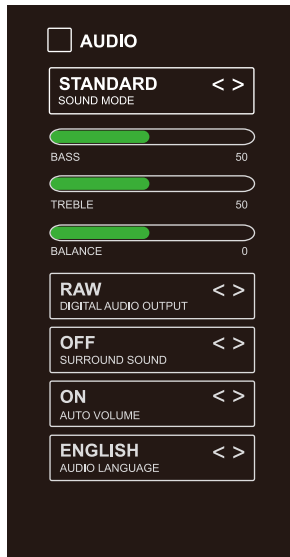 AUDIO
STANDARD < >
SOUND MODE
BASS 50
TREBLE 50
BALANCE 0
RAW < >
DIGITAL AUDIO OUTPUT
OFF < >
SURROUND SOUND
ON < >
AUTO VOLUME
ENGLISH < >
AUDIO LANGUAGE